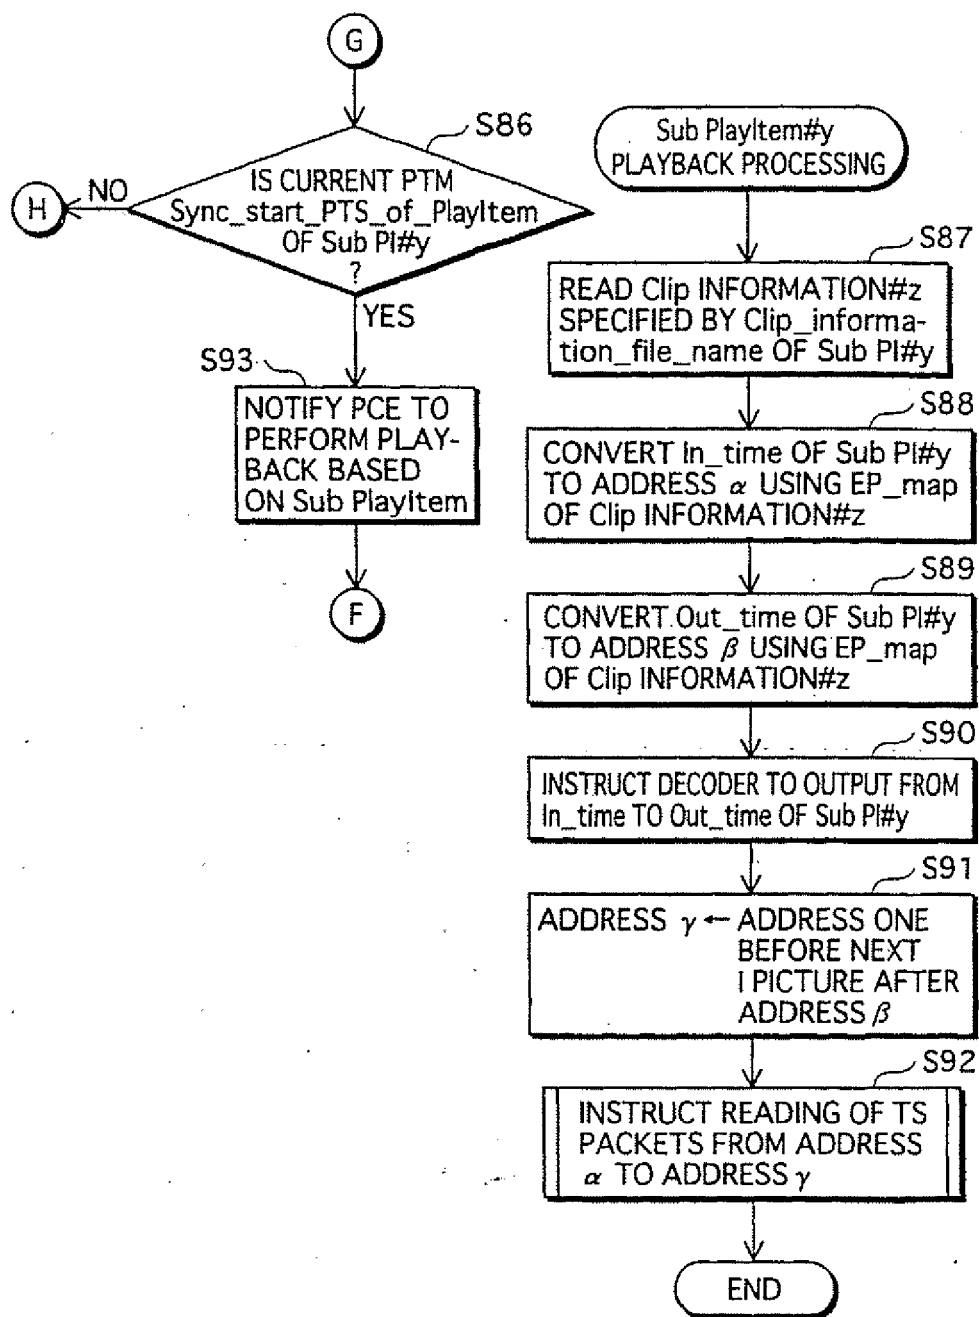 G
S86
IS CURRENT PTM
Sync_start_PTS_of_PlayItem
OF Sub PI#y
?
NO
H
YES
S93
NOTIFY PCE TO
PERFORM PLAY-
BACK BASED
ON Sub PlayItem
F
Sub PlayItem#y
PLAYBACK PROCESSING
S87
READ Clip INFORMATION#z
SPECIFIED BY Clip_informa-
tion_file_name OF Sub PI#y
S88
CONVERT In_time OF Sub PI#y
TO ADDRESS α USING EP_map
OF Clip INFORMATION#z
S89
CONVERT Out_time OF Sub PI#y
TO ADDRESS β USING EP_map
OF Clip INFORMATION#z
S90
INSTRUCT DECODER TO OUTPUT FROM
In_time TO Out_time OF Sub PI#y
S91
ADDRESS γ ← ADDRESS ONE
BEFORE NEXT
I PICTURE AFTER
ADDRESS β
S92
INSTRUCT READING OF TS
PACKETS FROM ADDRESS
α TO ADDRESS γ
END